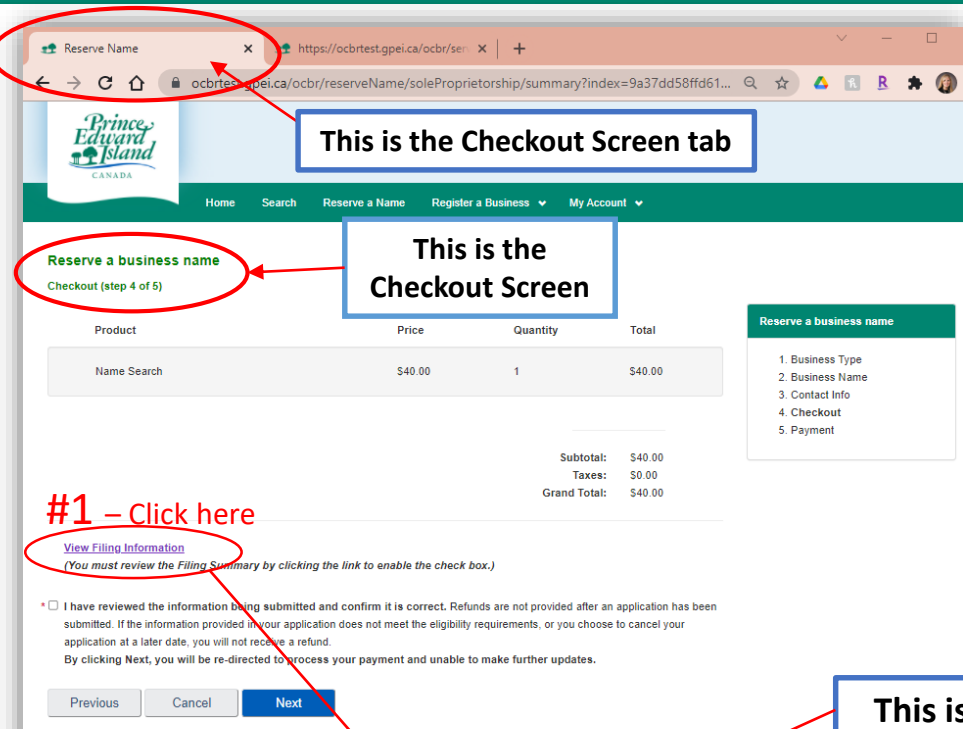 Reserve Name
https://ocbrtest.gpei.ca/ocbr/ser
ocbrtest.gpei.ca/ocbr/reserveName/soleProprietorship/summary?index=9a37dd58ffd61...
Prince
Edward
Island
CANADA
This is the Checkout Screen tab
Home Search Reserve a Name Register a Business My Account
Reserve a business name
Checkout (step 4 of 5)
This is the
Checkout Screen
Product Price Quantity Total
Name Search $40.00 1 $40.00
Subtotal: $40.00
Taxes: $0.00
Grand Total: $40.00
Reserve a business name
1. Business Type
2. Business Name
3. Contact Info
4. Checkout
5. Payment
#1 – Click here
View Filing Information
(You must review the Filing Summary by clicking the link to enable the check box.)
* I have reviewed the information being submitted and confirm it is correct. Refunds are not provided after an application has been
submitted. If the information provided in your application does not meet the eligibility requirements, or you choose to cancel your
application at a later date, you will not receive a refund.
By clicking Next, you will be re-directed to process your payment and unable to make further updates.
Previous Cancel Next
This is